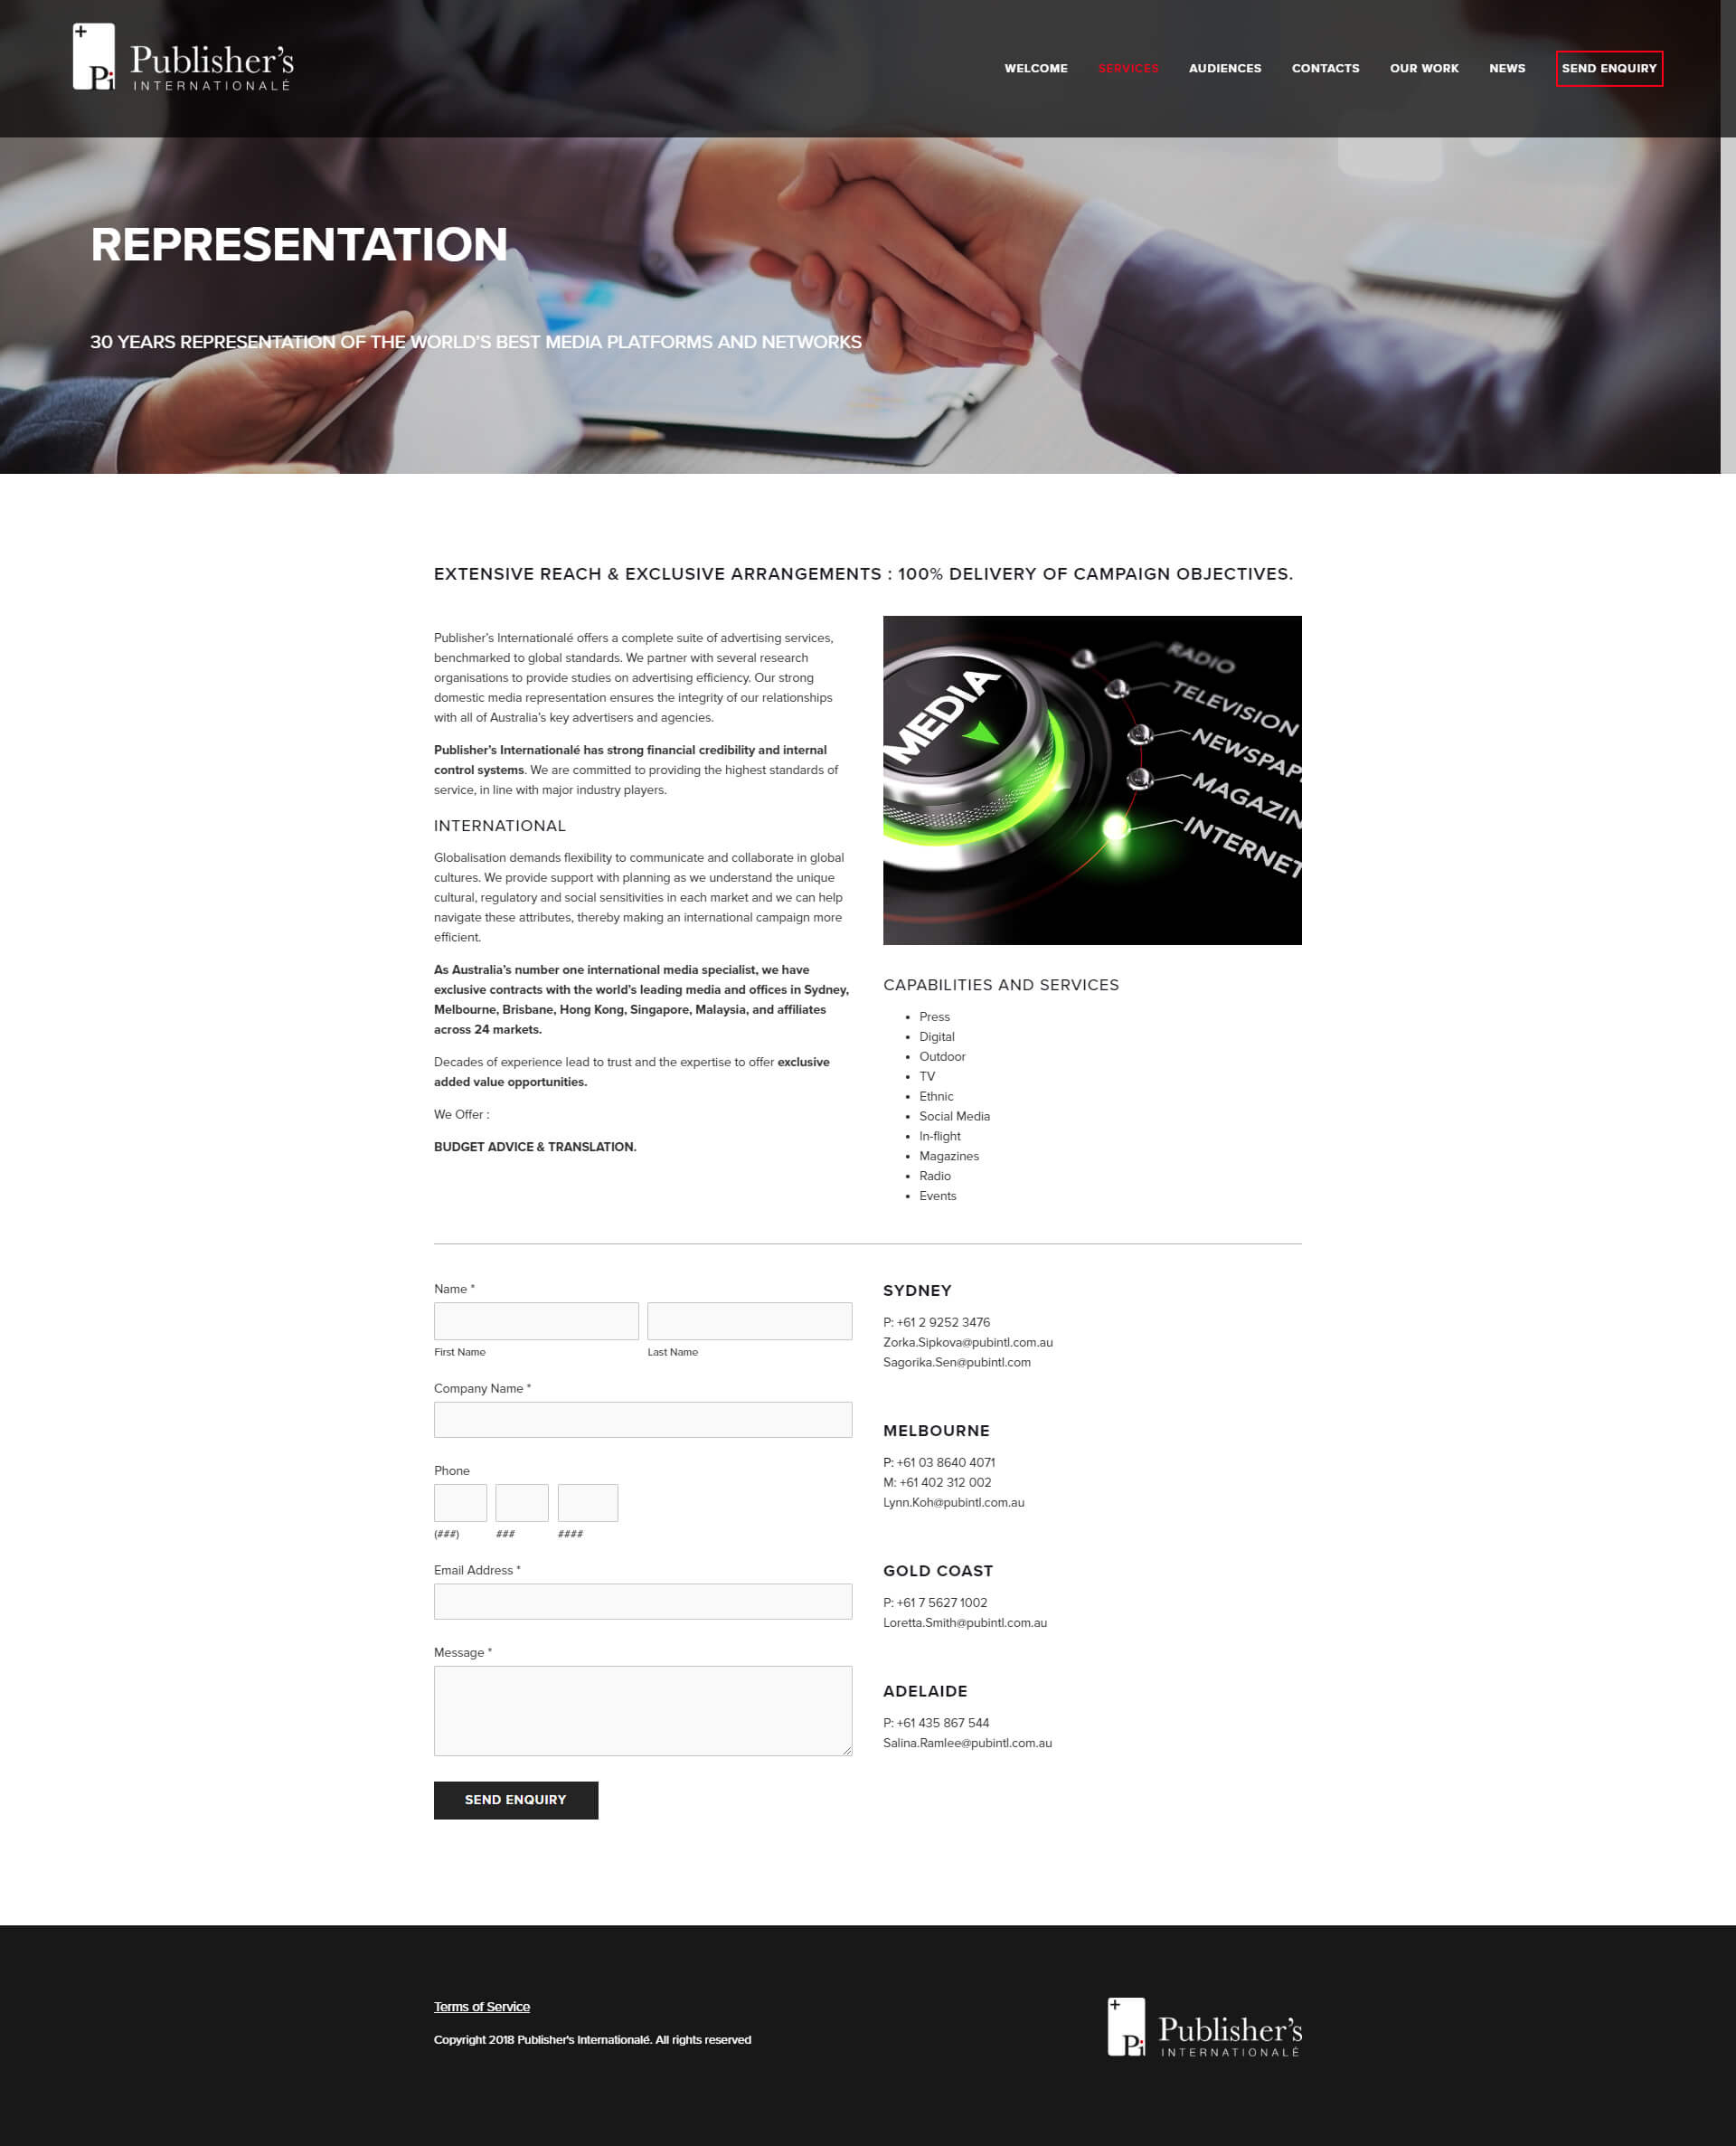 Pi Publisher's
INTERNATIONALÉ
WELCOME SERVICES AUDIENCES CONTACTS OUR WORK NEWS SEND ENQUIRY
REPRESENTATION
30 YEARS REPRESENTATION OF THE WORLD'S BEST MEDIA PLATFORMS AND NETWORKS
EXTENSIVE REACH & EXCLUSIVE ARRANGEMENTS : 100% DELIVERY OF CAMPAIGN OBJECTIVES.
Publisher's Internationalé offers a complete suite of advertising services,
benchmarked to global standards. We partner with several research
organisations to provide studies on advertising efficiency. Our strong
domestic media representation ensures the integrity of our relationships
with all of Australia's key advertisers and agencies.
Publisher's Internationalé has strong financial credibility and internal
control systems. We are committed to providing the highest standards of
service, in line with major industry players.
INTERNATIONAL
Globalisation demands flexibility to communicate and collaborate in global
cultures. We provide support with planning as we understand the unique
cultural, regulatory and social sensitivities in each market and we can help
navigate these attributes, thereby making an international campaign more
efficient.
As Australia's number one international media specialist, we have
exclusive contracts with the world's leading media and offices in Sydney,
Melbourne, Brisbane, Hong Kong, Singapore, Malaysia, and affiliates
across 24 markets.
Decades of experience lead to trust and the expertise to offer exclusive
added value opportunities.
We Offer :
BUDGET ADVICE & TRANSLATION.
MEDIA
RADIO
TELEVISION
NEWSPAP
MAGAZIN
INTERNET
CAPABILITIES AND SERVICES
• Press
• Digital
• Outdoor
• TV
• Ethnic
• Social Media
• In-flight
• Magazines
• Radio
• Events
Name *
First Name Last Name
Company Name *
Phone
(###) ### ####
Email Address *
Message *
SEND ENQUIRY
SYDNEY
P: +61 2 9252 3476
Zorka.Sipkova@pubintl.com.au
Sagorika.Sen@pubintl.com
MELBOURNE
P: +61 03 8640 4071
M: +61 402 312 002
Lynn.Koh@pubintl.com.au
GOLD COAST
P: +61 7 5627 1002
Loretta.Smith@pubintl.com.au
ADELAIDE
P: +61 435 867 544
Salina.Ramlee@pubintl.com.au
Terms of Service
Copyright 2018 Publisher's Internationalé. All rights reserved
Pi Publisher's
INTERNATIONALÉ